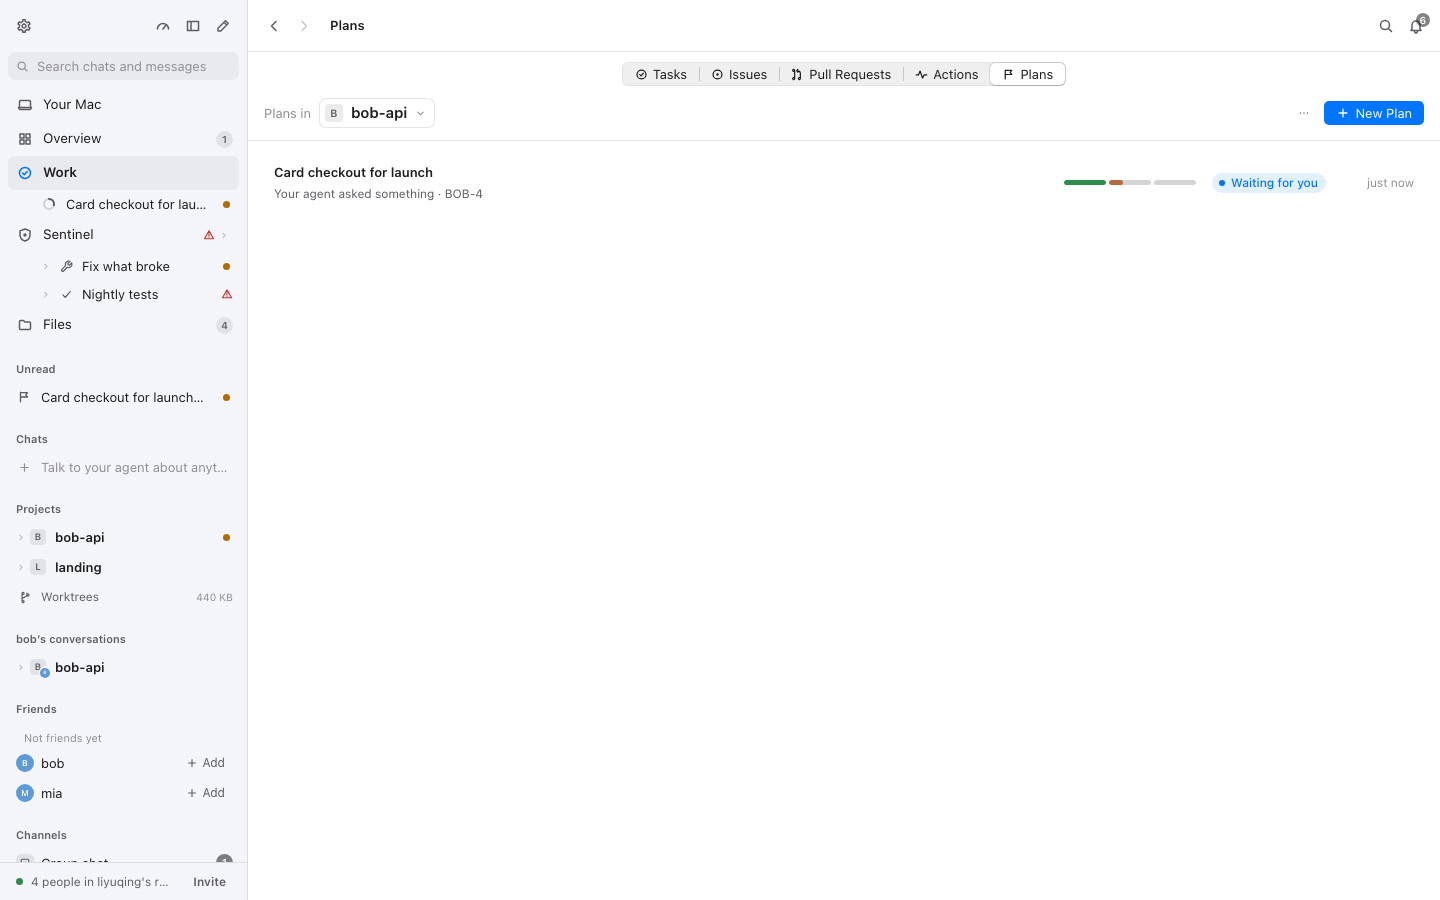 Plans
6
Search chats and messages
Your Mac
Overview
1
Work
Card checkout for lau...
Sentinel
Fix what broke
Nightly tests
Files
4
Unread
Card checkout for launch...
Chats
Talk to your agent about anyt...
Projects
B
bob-api
L
landing
Worktrees
440 KB
bob's conversations
B
bob-api
Friends
Not friends yet
B
bob
Add
M
mia
Add
Channels
4 people in liyuqing's r...
Invite
Tasks
Issues
Pull Requests
Actions
Plans
Plans in
B
bob-api
New Plan
Card checkout for launch
Your agent asked something · BOB-4
Waiting for you
just now